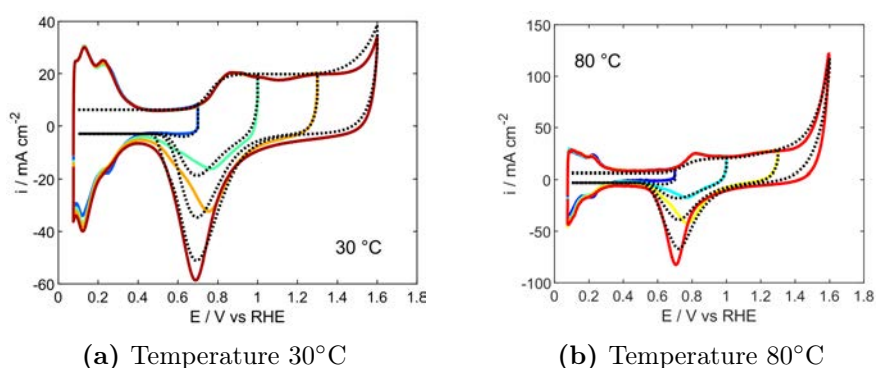 40
20
0
-20
-40
-60
i / mA cm⁻²
30 °C
0 0.2 0.4 0.6 0.8 1 1.2 1.4 1.6 1.8
E / V vs RHE
(a) Temperature 30°C
150
100
50
0
-50
-100
i / mA cm⁻²
80 °C
0 0.2 0.4 0.6 0.8 1 1.2 1.4 1.6 1.8
E / V vs RHE
(b) Temperature 80°C